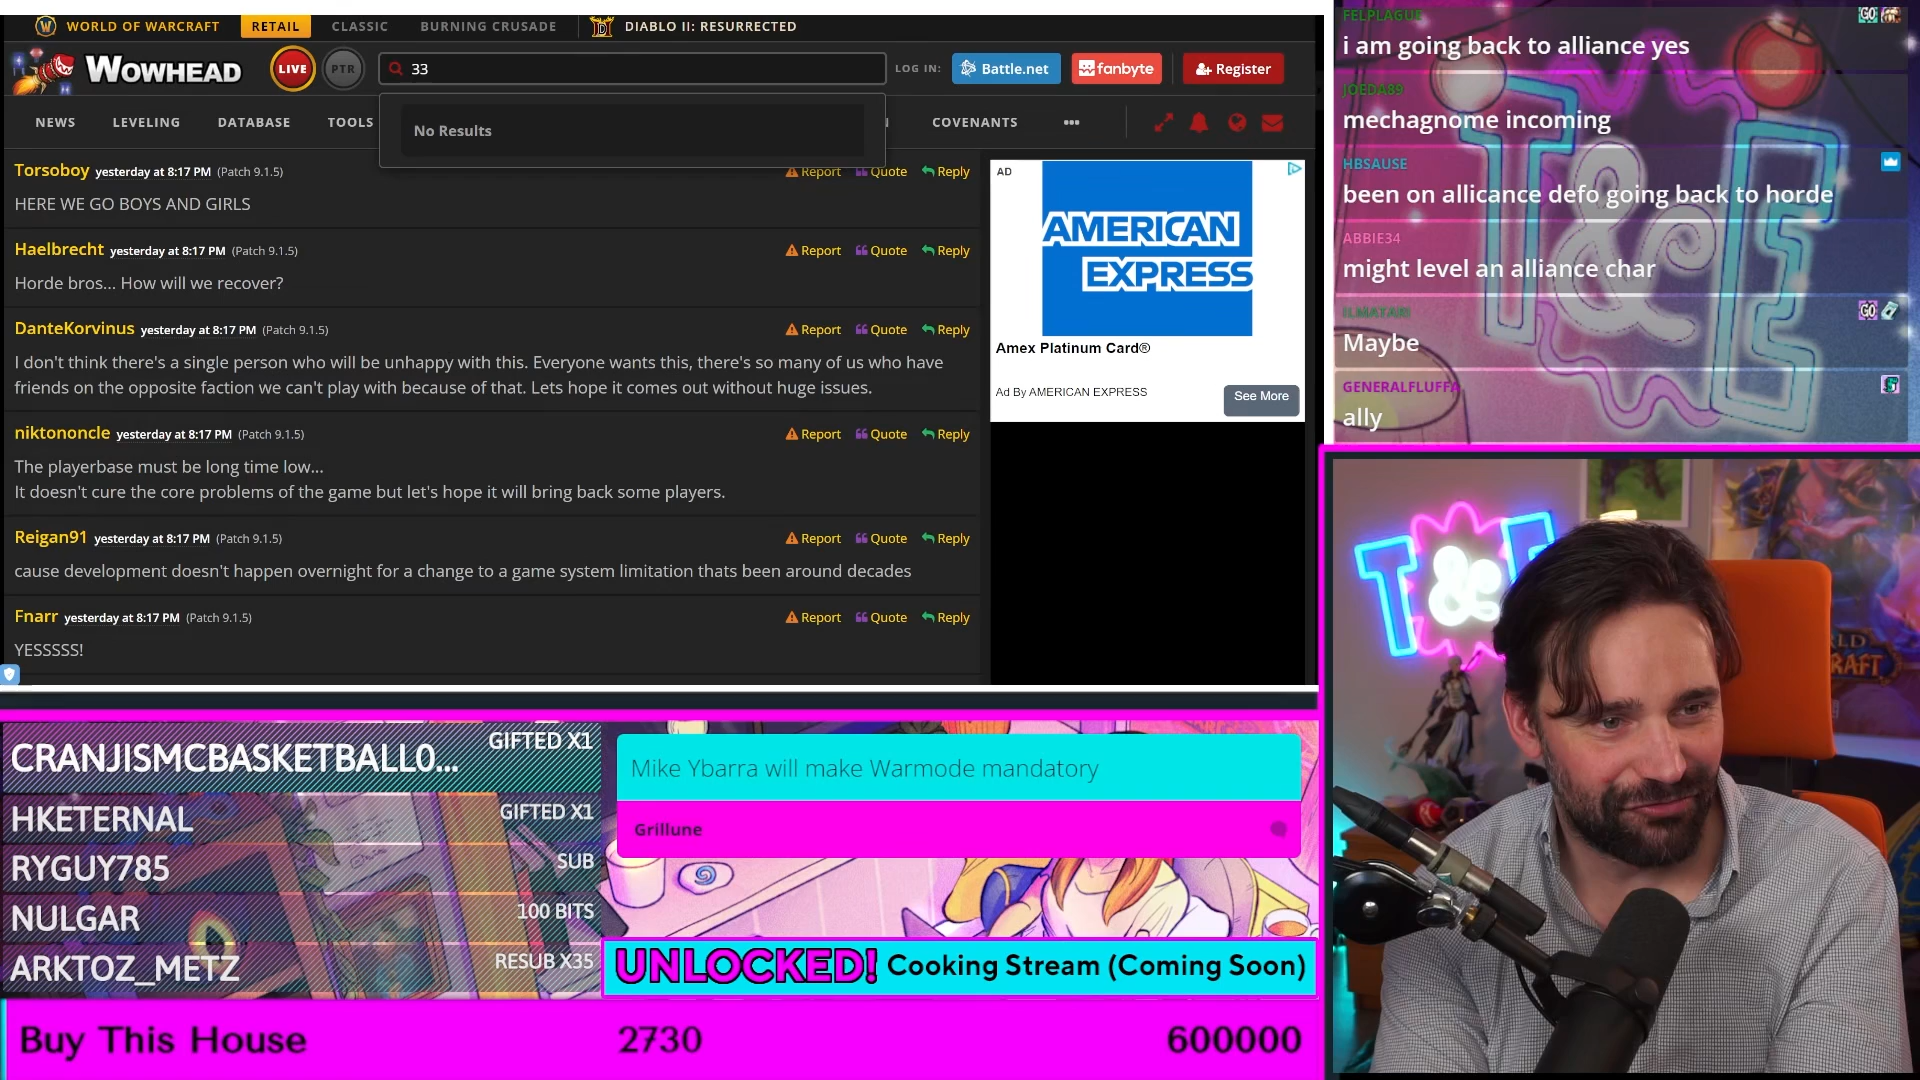 WORLD OF WARCRAFT
RETAIL
CLASSIC
BURNING CRUSADE
DIABLO II: RESURRECTED
WOWHEAD
LIVE
PTR
33
LOG IN:
Battle.net
fanbyte
Register
NEWS
LEVELING
DATABASE
TOOLS
COVENANTS
•••
No Results
Torsoboy yesterday at 8:17 PM (Patch 9.1.5)
Report Quote Reply
HERE WE GO BOYS AND GIRLS
Haelbrecht yesterday at 8:17 PM (Patch 9.1.5)
Report Quote Reply
Horde bros... How will we recover?
DanteKorvinus yesterday at 8:17 PM (Patch 9.1.5)
Report Quote Reply
I don't think there's a single person who will be unhappy with this. Everyone wants this, there's so many of us who have
friends on the opposite faction we can't play with because of that. Lets hope it comes out without huge issues.
niktononcle yesterday at 8:17 PM (Patch 9.1.5)
Report Quote Reply
The playerbase must be long time low...
It doesn't cure the core problems of the game but let's hope it will bring back some players.
Reigan91 yesterday at 8:17 PM (Patch 9.1.5)
Report Quote Reply
cause development doesn't happen overnight for a change to a game system limitation thats been around decades
Fnarr yesterday at 8:17 PM (Patch 9.1.5)
Report Quote Reply
YESSSSS!
AD
AMERICAN
EXPRESS
Amex Platinum Card®
Ad By AMERICAN EXPRESS
See More
FELPLAGUE
GO
i am going back to alliance yes
JOEDA89
mechagnome incoming
HBSAUSE
been on allicance defo going back to horde
ABBIE34
might level an alliance char
ILMATARI
GO
Maybe
GENERALFLUFFA
ally
T&E
T&E
CRANJISMCBASKETBALL0...
GIFTED X1
HKETERNAL
GIFTED X1
RYGUY785
SUB
NULGAR
100 BITS
ARKTOZ_METZ
RESUB X35
Mike Ybarra will make Warmode mandatory
Grillune
UNLOCKED! Cooking Stream (Coming Soon)
Buy This House
2730
600000